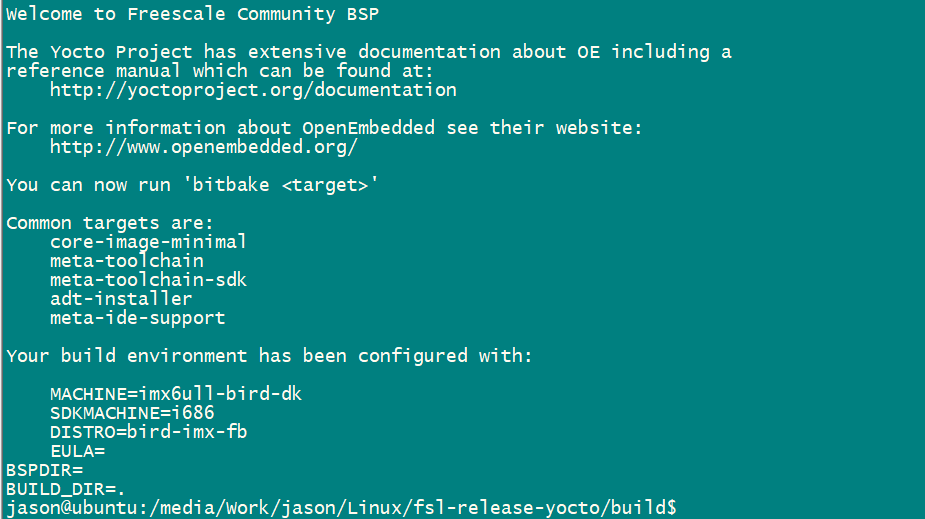 Welcome to Freescale Community BSP
The Yocto Project has extensive documentation about OE including a
reference manual which can be found at:
http://yoctoproject.org/documentation
For more information about OpenEmbedded see their website:
http://www.openembedded.org/
You can now run 'bitbake <target>'
Common targets are:
core-image-minimal
meta-toolchain
meta-toolchain-sdk
adt-installer
meta-ide-support
Your build environment has been configured with:
MACHINE=imx6ull-bird-dk
SDKMACHINE=i686
DISTRO=bird-imx-fb
EULA=
BSPDIR=
BUILD_DIR=.
jason@ubuntu:/media/Work/jason/Linux/fsl-release-yocto/build$